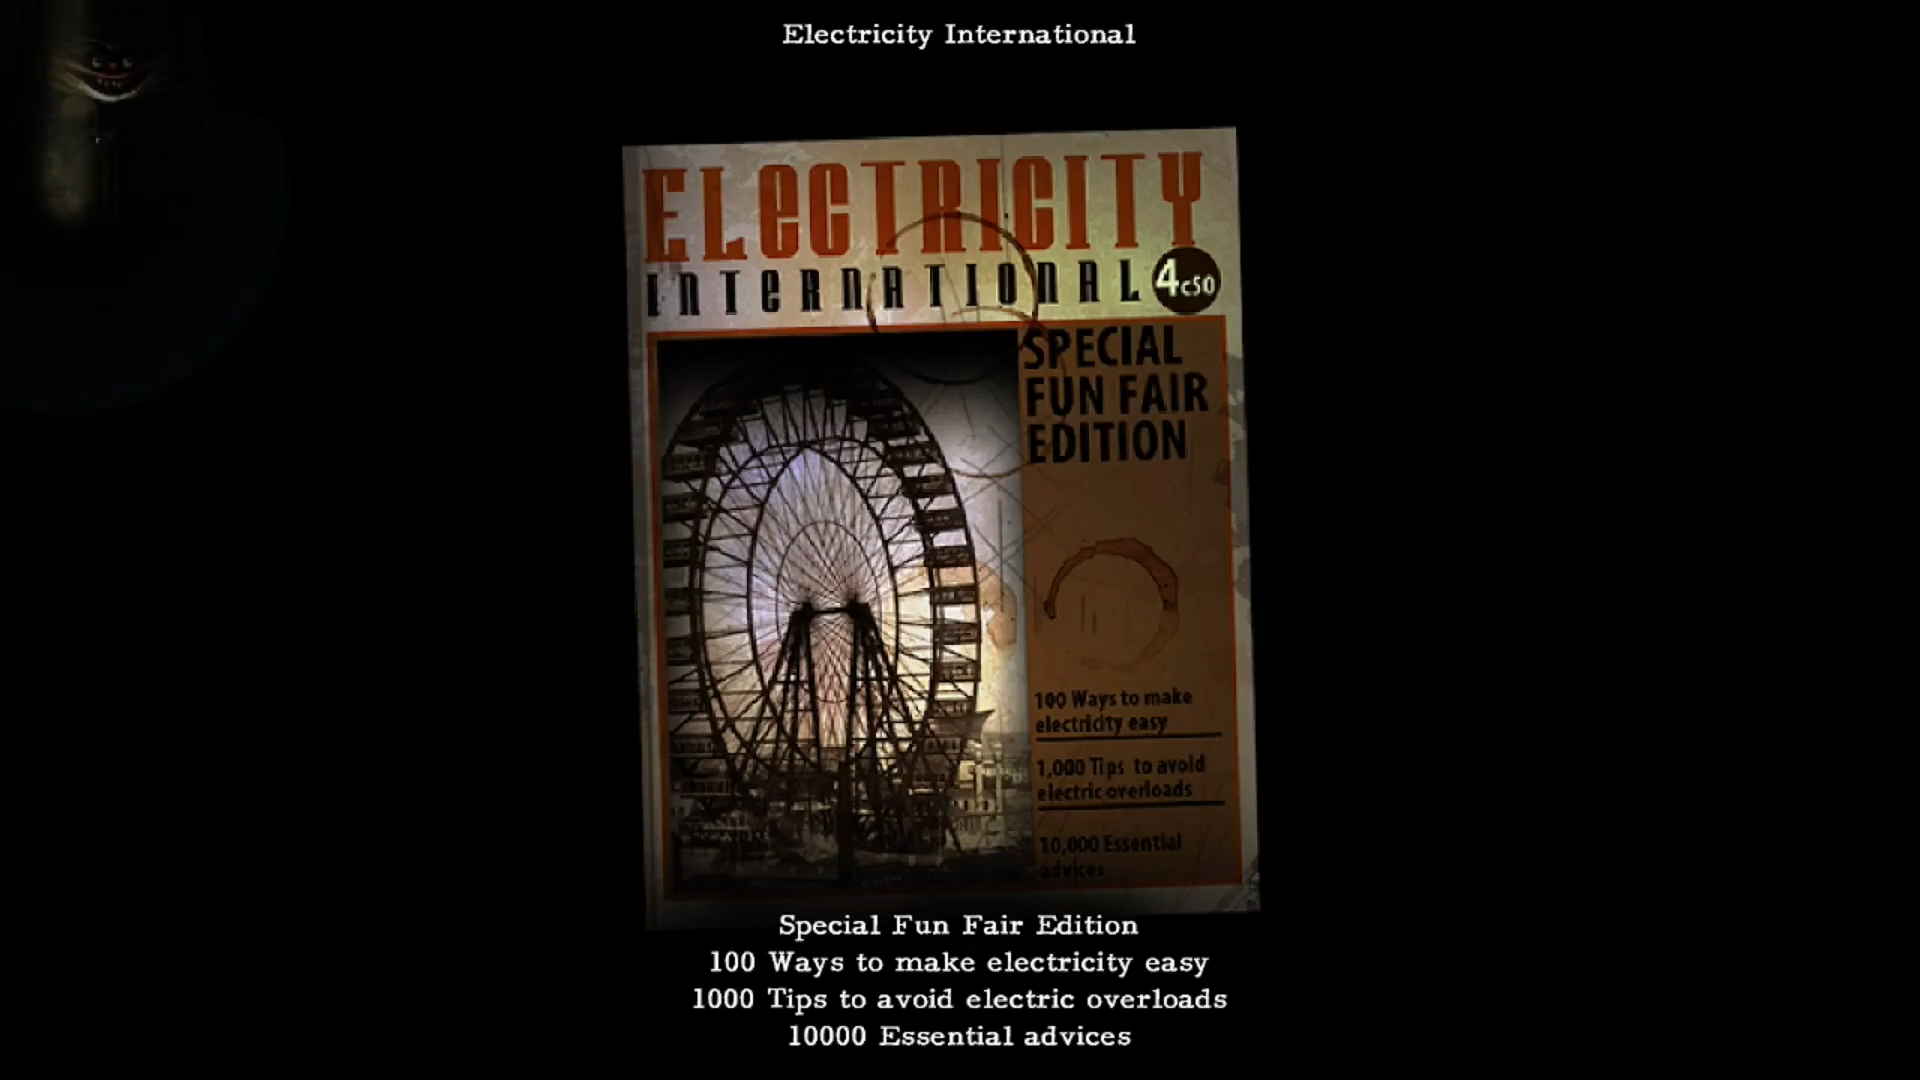 Electricity International
ELECTRICITY
INTERNATIONAL
4c50
SPECIAL
FUN FAIR
EDITION
100 Ways to make
electricity easy
1,000 Tips to avoid
electric overloads
10,000 Essential
advices
Special Fun Fair Edition
100 Ways to make electricity easy
1000 Tips to avoid electric overloads
10000 Essential advices